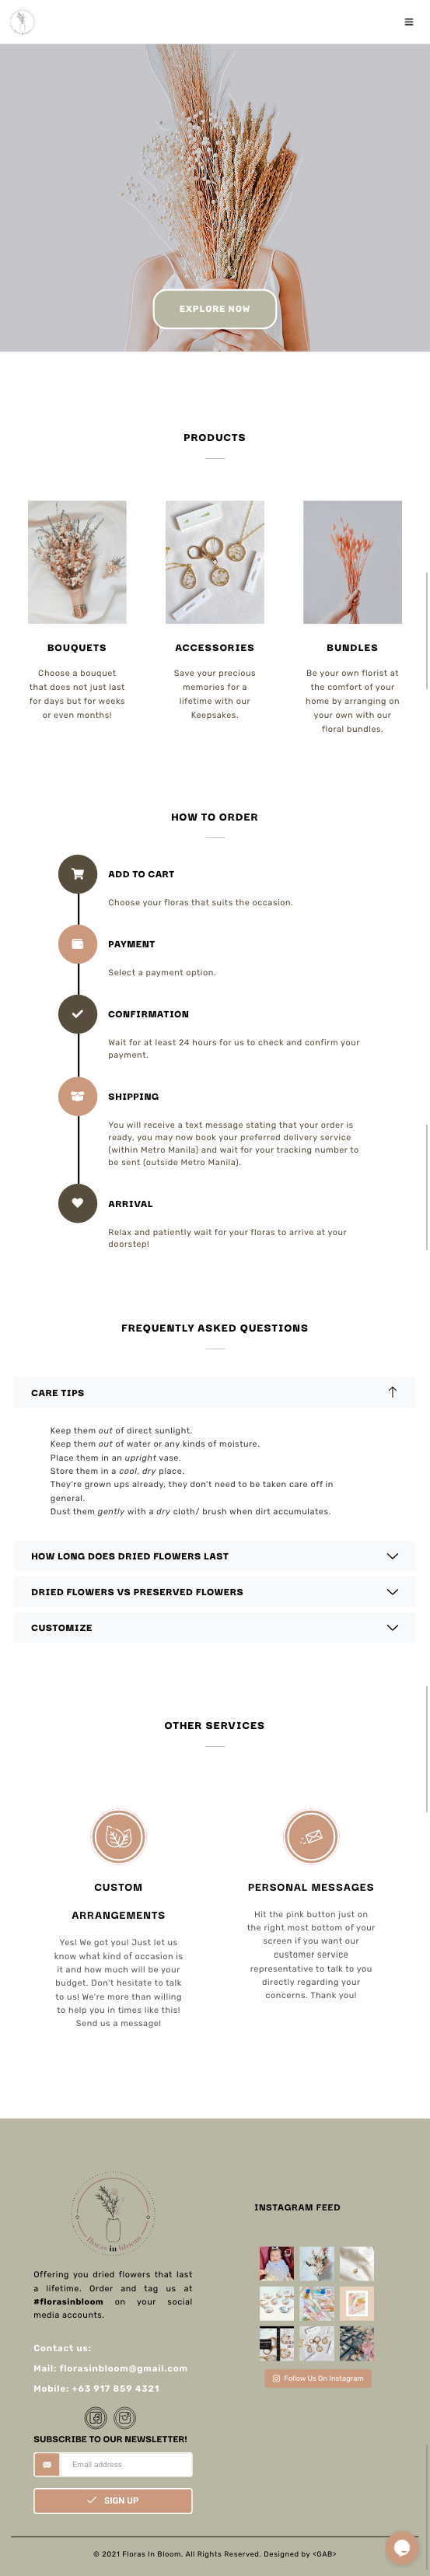 EXPLORE NOW
PRODUCTS
BOUQUETS
Choose a bouquet
that does not just last
for days but for weeks
or even months!
ACCESSORIES
Save your precious
memories for a
lifetime with our
Keepsakes.
BUNDLES
Be your own florist at
the comfort of your
home by arranging on
your own with our
floral bundles.
HOW TO ORDER
ADD TO CART
Choose your floras that suits the occasion.
PAYMENT
Select a payment option.
CONFIRMATION
Wait for at least 24 hours for us to check and confirm your
payment.
SHIPPING
You will receive a text message stating that your order is
ready, you may now book your preferred delivery service
(within Metro Manila) and wait for your tracking number to
be sent (outside Metro Manila).
ARRIVAL
Relax and patiently wait for your floras to arrive at your
doorstep!
FREQUENTLY ASKED QUESTIONS
CARE TIPS
Keep them out of direct sunlight.
Keep them out of water or any kinds of moisture.
Place them in an upright vase.
Store them in a cool, dry place.
They're grown ups already, they don't need to be taken care off in
general.
Dust them gently with a dry cloth/ brush when dirt accumulates.
HOW LONG DOES DRIED FLOWERS LAST
DRIED FLOWERS VS PRESERVED FLOWERS
CUSTOMIZE
OTHER SERVICES
CUSTOM
ARRANGEMENTS
Yes! We got you! Just let us
know what kind of occasion is
it and how much will be your
budget. Don't hesitate to talk
to us! We're more than willing
to help you in times like this!
Send us a message!
PERSONAL MESSAGES
Hit the pink button just on
the right most bottom of your
screen if you want our
customer service
representative to talk to you
directly regarding your
concerns. Thank you!
floras in blooms
Offering you dried flowers that last
a lifetime. Order and tag us at
#florasinbloom on your social
media accounts.
Contact us:
Mail: florasinbloom@gmail.com
Mobile: +63 917 859 4321
SUBSCRIBE TO OUR NEWSLETTER!
Email address
SIGN UP
INSTAGRAM FEED
Follow Us On Instagram
© 2021 Floras In Bloom. All Rights Reserved. Designed by <GAB>